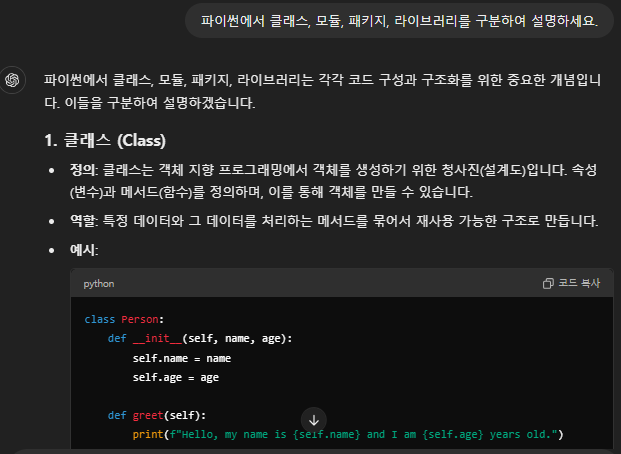 파이썬에서 클래스, 모듈, 패키지, 라이브러리를 구분하여 설명하세요.
파이썬에서 클래스, 모듈, 패키지, 라이브러리는 각각 코드 구성과 구조화를 위한 중요한 개념입니
다. 이들을 구분하여 설명하겠습니다.
1. 클래스 (Class)
• 정의: 클래스는 객체 지향 프로그래밍에서 객체를 생성하기 위한 청사진(설계도)입니다. 속성
(변수)과 메서드(함수)를 정의하며, 이를 통해 객체를 만들 수 있습니다.
• 역할: 특정 데이터와 그 데이터를 처리하는 메서드를 묶어서 재사용 가능한 구조로 만듭니다.
• 예시:
python 코드 복사
class Person:
    def __init__(self, name, age):
        self.name = name
        self.age = age
    def greet(self):
        print(f"Hello, my name is {self.name} and I am {self.age} years old.")